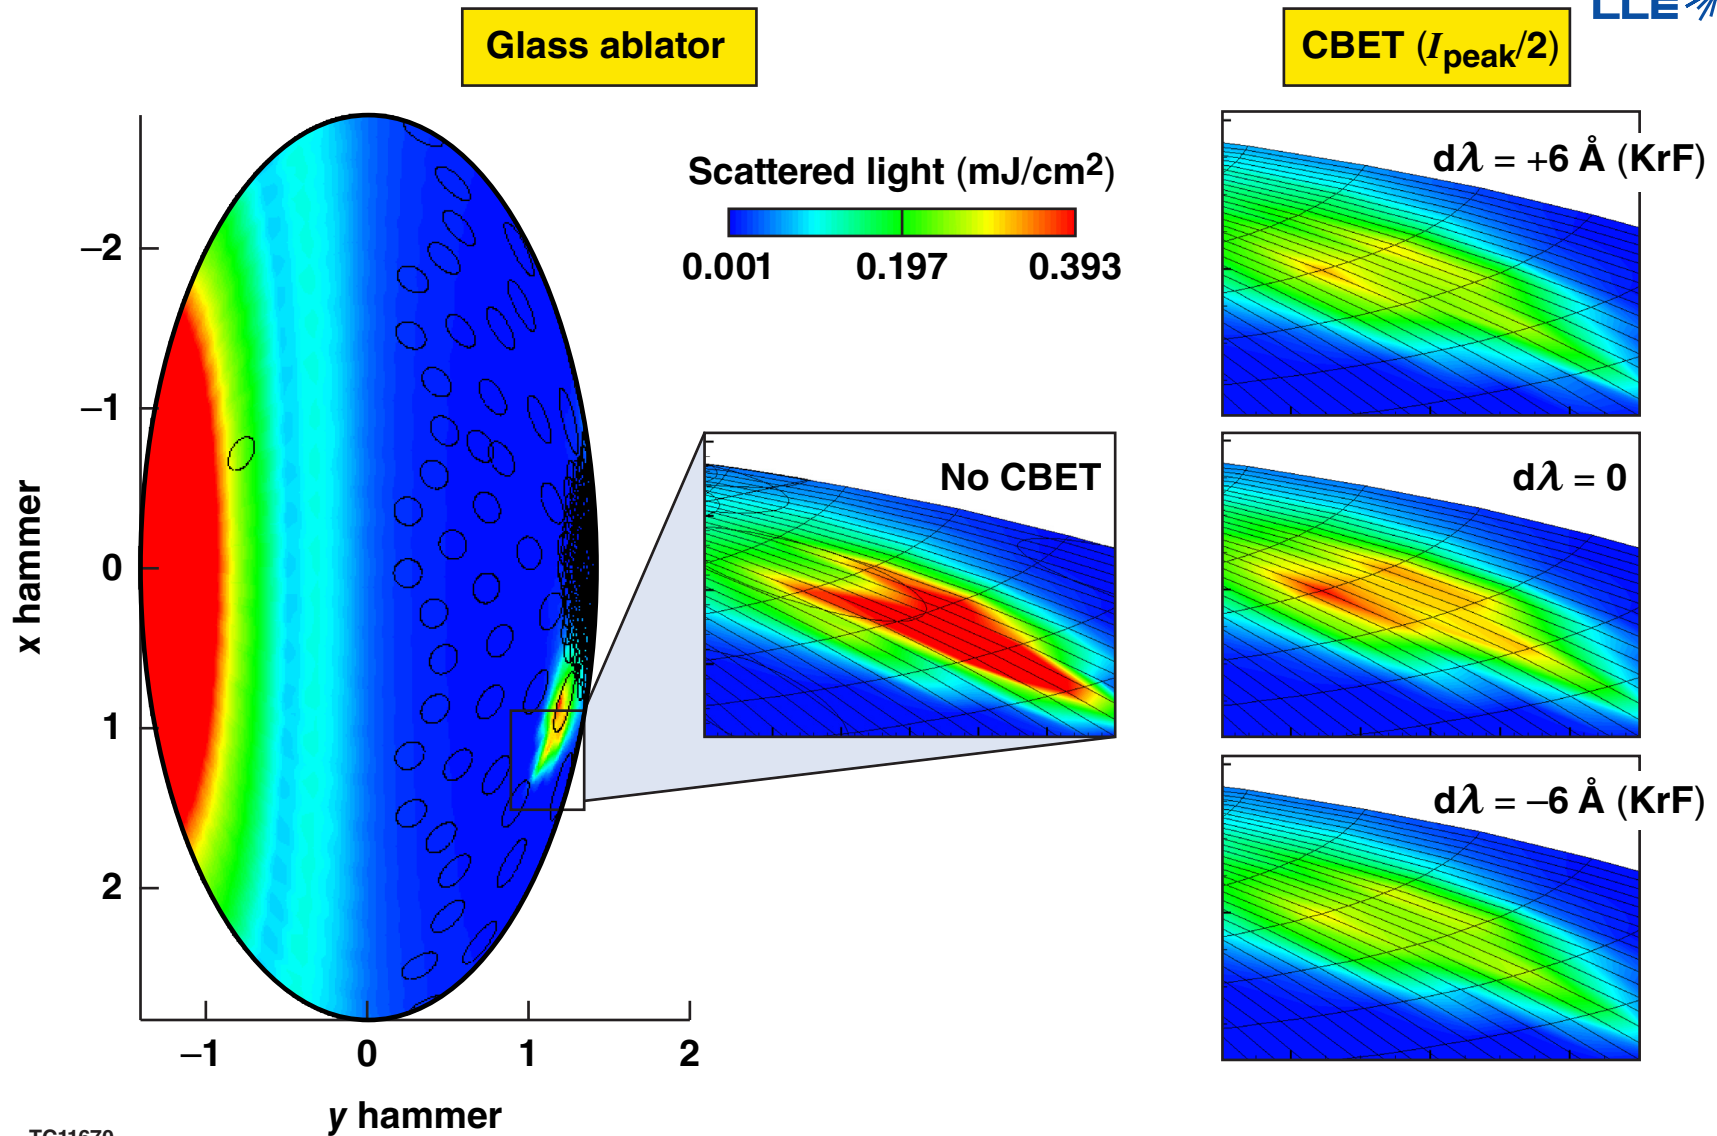 LLE
Glass ablator
CBET (Ipeak/2)
Scattered light (mJ/cm2)
0.001 0.197 0.393
dλ = +6 Å (KrF)
No CBET
dλ = 0
dλ = –6 Å (KrF)
x hammer
–2
–1
0
1
2
–1 0 1 2
y hammer